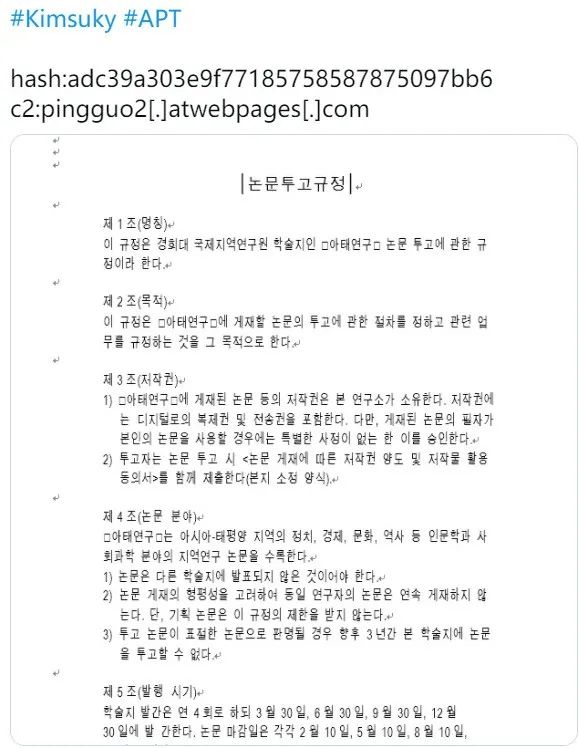 #Kimsuky #APT
hash:adc39a303e9f77185758587875097bb6
c2:pingguo2[.]atwebpages[.]com
논문투고규정
제 1 조(명칭)
이 규정은 경희대 국제지역연구원 학술지인 □아태연구□ 논문 투고에 관한 규
정이라 한다.
제 2 조(목적)
이 규정은 □아태연구□에 게재할 논문의 투고에 관한 절차를 정하고 관련 업
무를 규정하는 것을 그 목적으로 한다.
제 3 조(저작권)
1) □아태연구□에 게재된 논문 등의 저작권은 본 연구소가 소유한다. 저작권에
는 디지털로의 복제권 및 전송권을 포함한다. 다만, 게재된 논문의 필자가
본인의 논문을 사용할 경우에는 특별한 사정이 없는 한 이를 승인한다.
2) 투고자는 논문 투고 시 <논문 게재에 따른 저작권 양도 및 저작물 활용
동의서>를 함께 제출한다(본지 소정 양식).
제 4 조(논문 분야)
□아태연구□는 아시아-태평양 지역의 정치, 경제, 문화, 역사 등 인문학과 사
회과학 분야의 지역연구 논문을 수록한다.
1) 논문은 다른 학술지에 발표되지 않은 것이어야 한다.
2) 논문 게재의 형평성을 고려하여 동일 연구자의 논문은 연속 게재하지 않
는다. 단, 기획 논문은 이 규정의 제한을 받지 않는다.
3) 투고 논문이 표절한 논문으로 판명될 경우 향후 3년간 본 학술지에 논문
을 투고할 수 없다.
제 5 조(발행 시기)
학술지 발간은 연 4회로 하되 3월 30일, 6월 30일, 9월 30일, 12월
30일에 발 간한다. 논문 마감일은 각각 2월 10일, 5월 10일, 8월 10일,